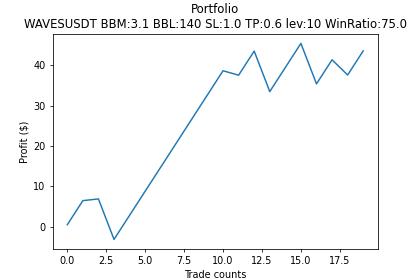 Portfolio
WAVESUSDT BBM:3.1 BBL:140 SL:1.0 TP:0.6 lev:10 WinRatio:75.0
40
30
20
10
0
Profit ($)
0.0 2.5 5.0 7.5 10.0 12.5 15.0 17.5
Trade counts